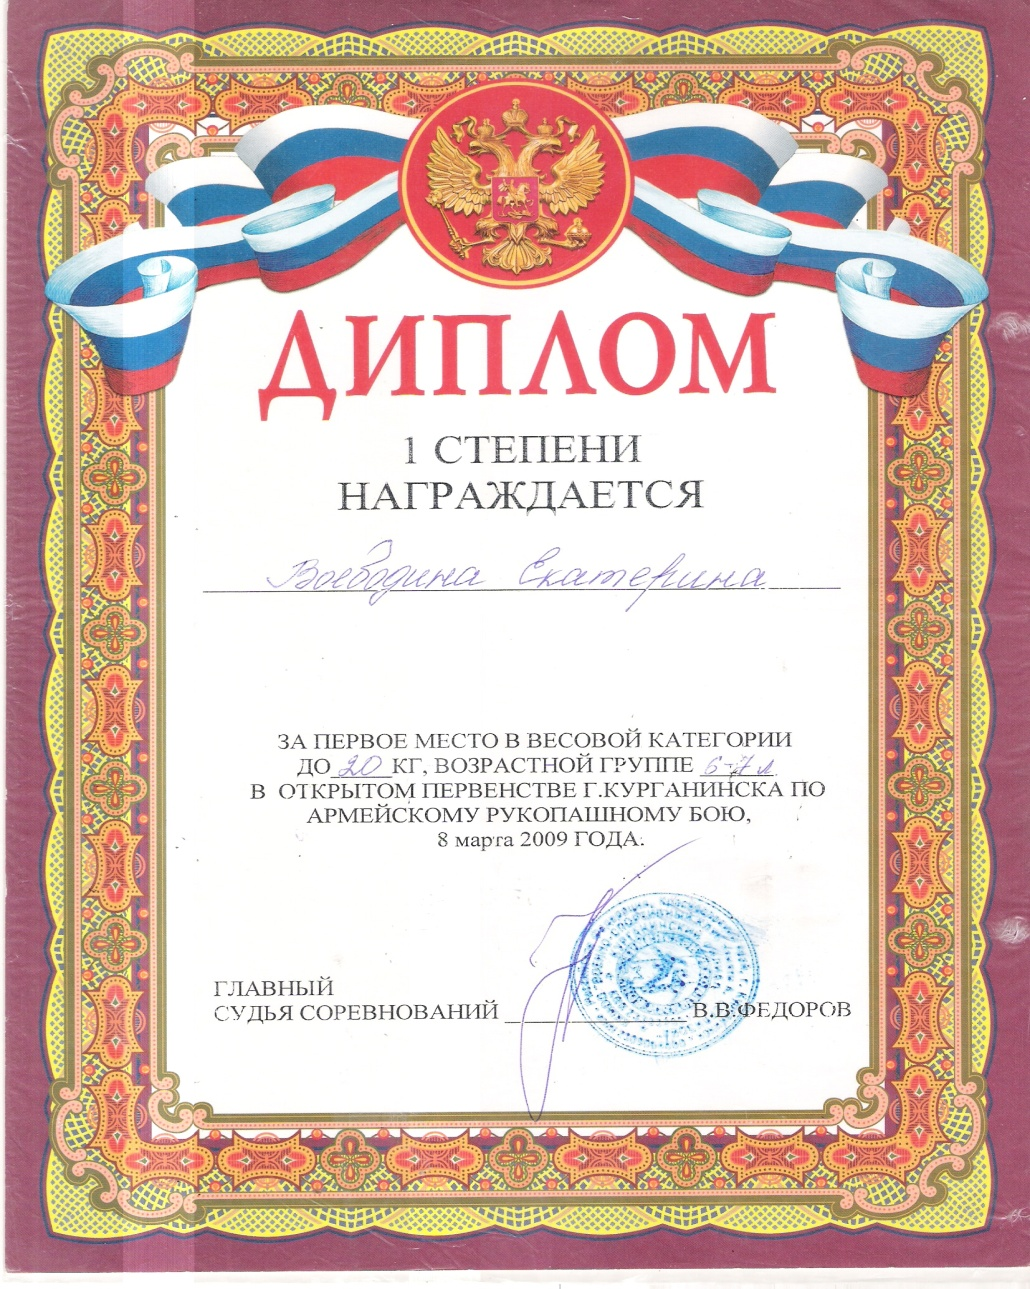 ДИПЛОМ
1 СТЕПЕНИ
НАГРАЖДАЕТСЯ
Воебодина Екатерина
ЗА ПЕРВОЕ МЕСТО В ВЕСОВОЙ КАТЕГОРИИ
ДО 20 КГ, ВОЗРАСТНОЙ ГРУППЕ 6-7 л
В ОТКРЫТОМ ПЕРВЕНСТВЕ Г.КУРГАНИНСКА ПО
АРМЕЙСКОМУ РУКОПАШНОМУ БОЮ,
8 марта 2009 ГОДА.
ГЛАВНЫЙ
СУДЬЯ СОРЕВНОВАНИЙ В.В.ФЕДОРОВ